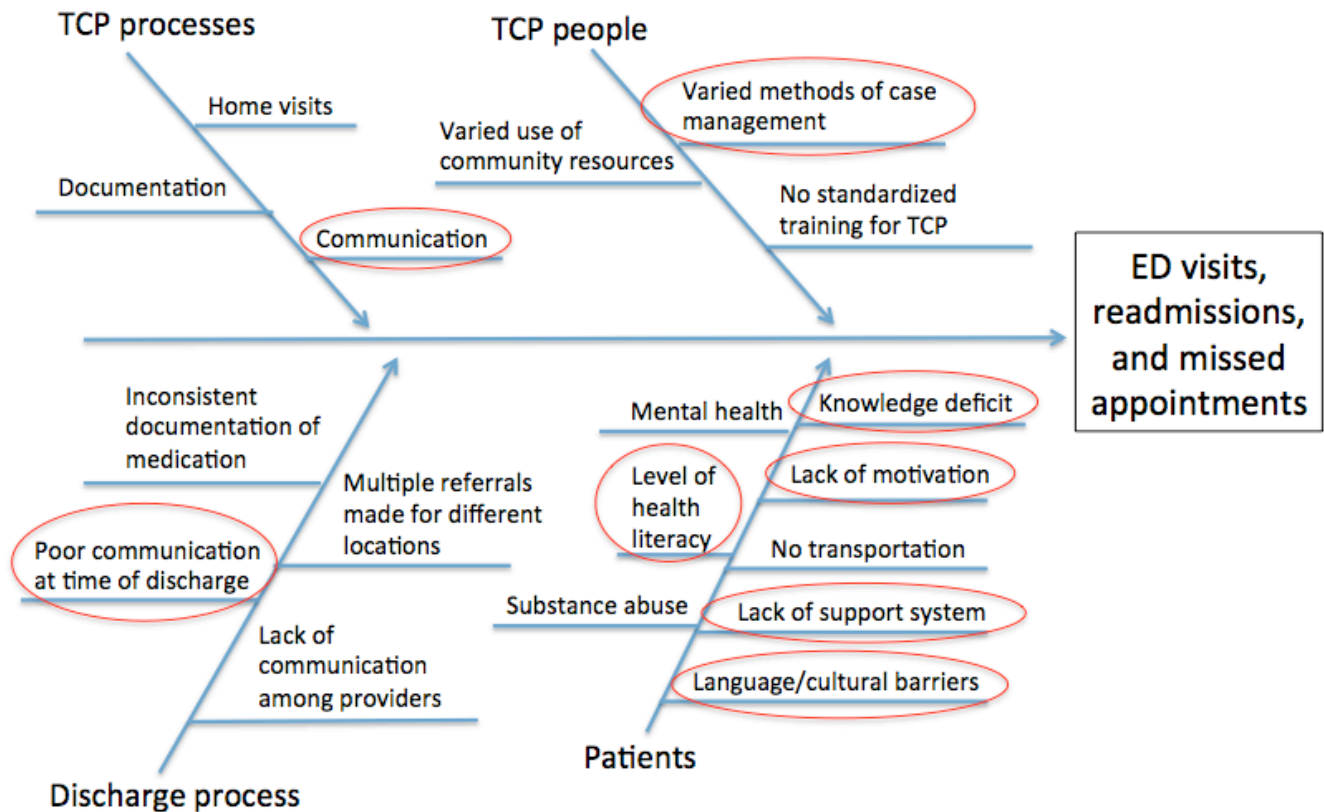 TCP processes
Home visits
Documentation
Communication
TCP people
Varied methods of case
management
Varied use of
community resources
No standardized
training for TCP
ED visits,
readmissions,
and missed
appointments
Inconsistent
documentation of
medication
Multiple referrals
made for different
locations
Poor communication
at time of discharge
Lack of
communication
among providers
Discharge process
Mental health
Knowledge deficit
Level of
health
literacy
Lack of motivation
No transportation
Substance abuse
Lack of support system
Language/cultural barriers
Patients